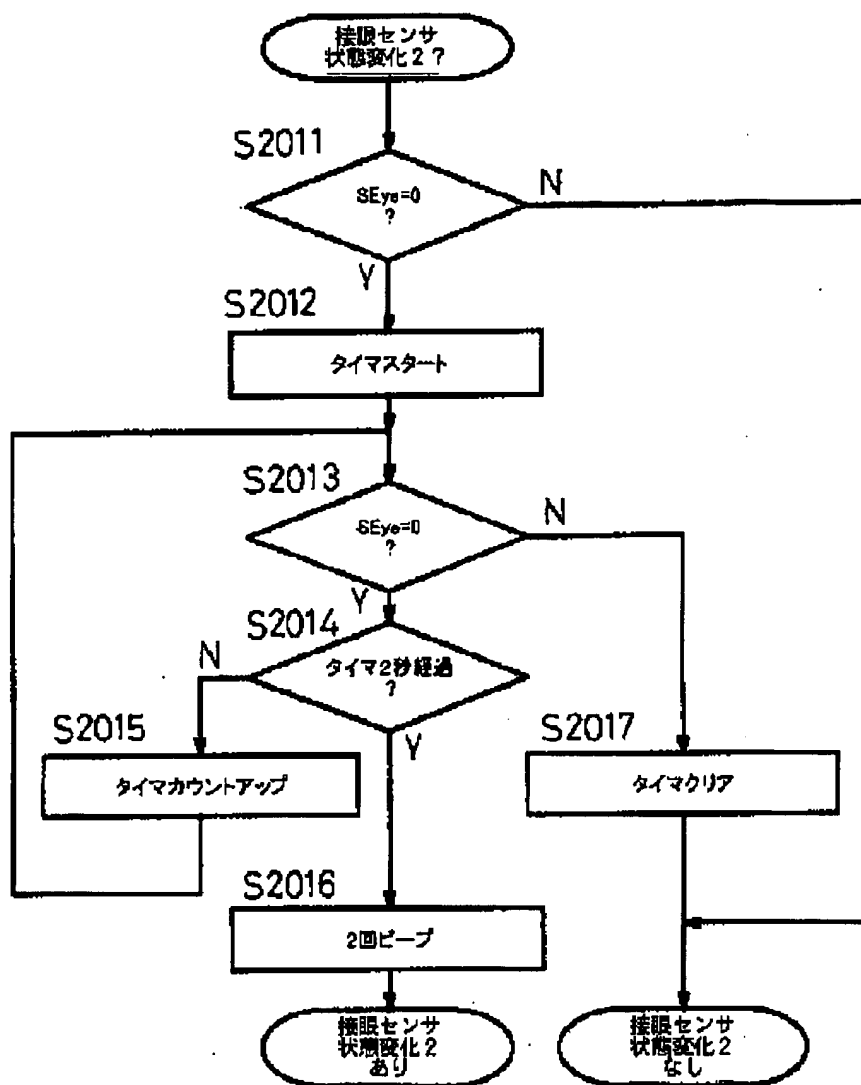 接眼センサ
状態変化2?
S2011
SEye=0
?
N
Y
S2012
タイマスタート
S2013
SEye=0
?
N
Y
S2014
タイマ2秒経過
?
N
Y
S2015
タイマカウントアップ
S2017
タイマクリア
S2016
2回ビープ
接眼センサ
状態変化2
あり
接眼センサ
状態変化2
なし